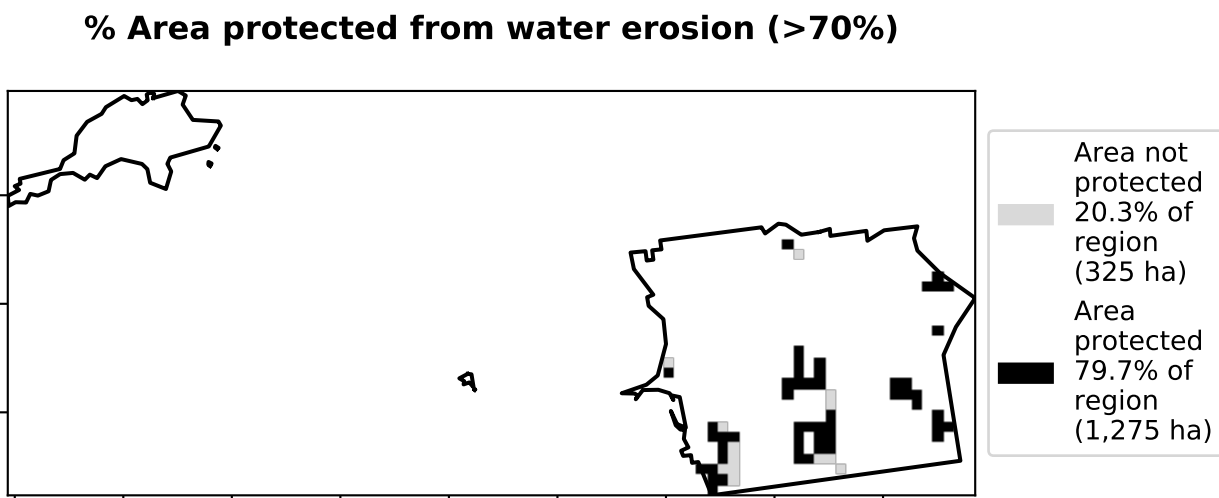 % Area protected from water erosion (>70%)
Area not
protected
20.3% of
region
(325 ha)
Area
protected
79.7% of
region
(1,275 ha)